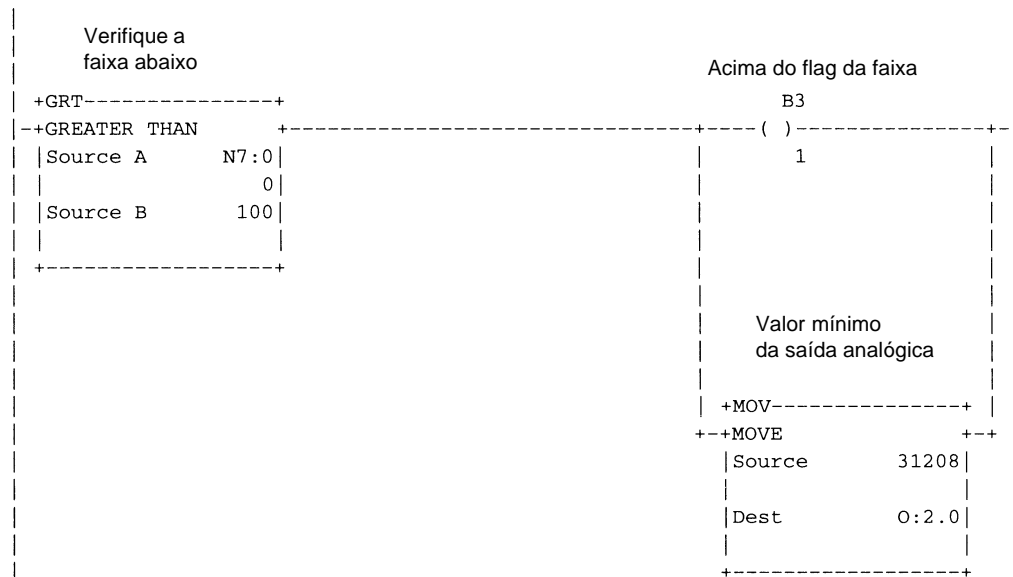 Verifique a
faixa abaixo
Acima do flag da faixa
GRT
B3
GREATER THAN
( )
Source A N7:0
1
0
Source B 100
Valor mínimo
da saída analógica
MOV
MOVE
Source 31208
Dest O:2.0